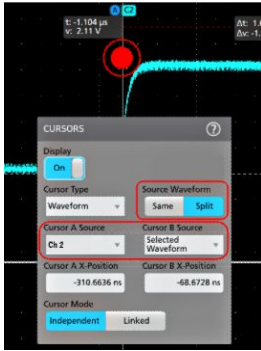 A C2
t: -1.104 µs
v: 2.11 V
Δt: 1.
Δv: -1.
CURSORS
Display
On
Cursor Type
Source Waveform
Waveform
Same Split
Cursor A Source
Cursor B Source
Ch 2
Selected Waveform
Cursor A X-Position
Cursor B X-Position
-310.6636 ns
-68.6728 ns
Cursor Mode
Independent Linked